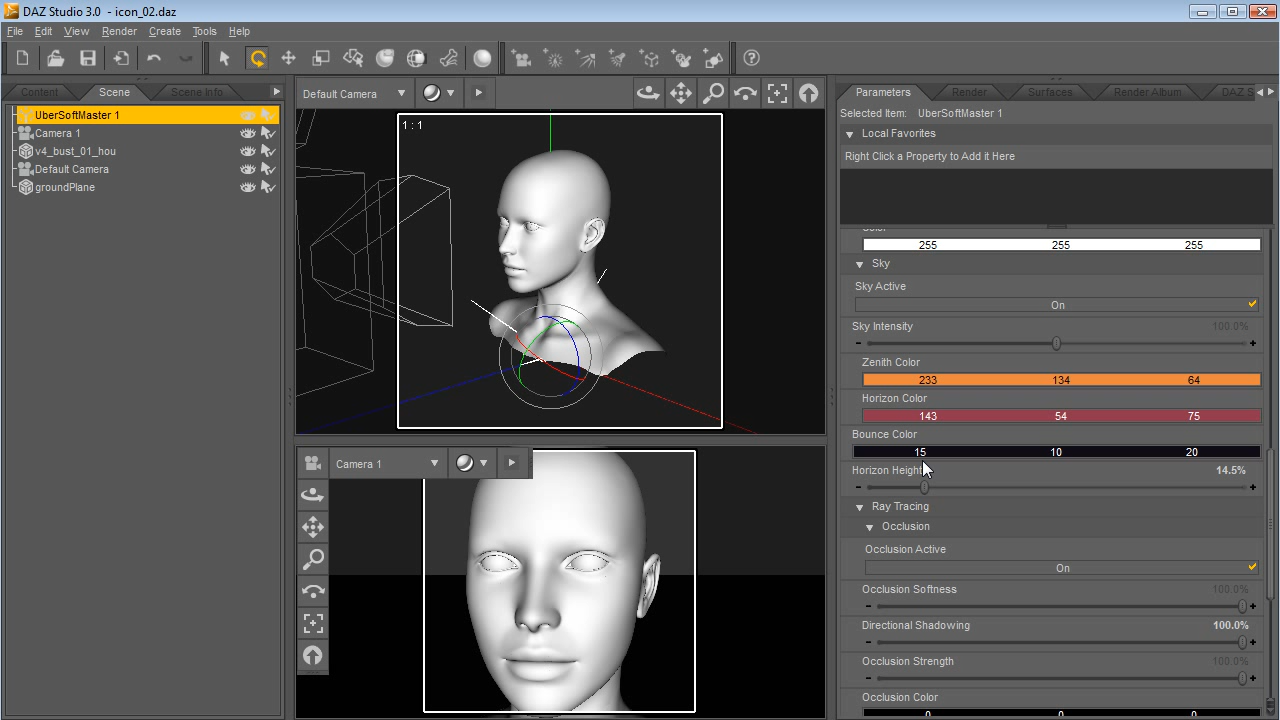 DAZ Studio 3.0 - icon_02.daz
File Edit View Render Create Tools Help
Content Scene Scene Info
UberSoftMaster 1
Camera 1
v4_bust_01_hou
Default Camera
groundPlane
Default Camera
1 : 1
Camera 1
Parameters Render Surfaces Render Album DAZ S
Selected Item: UberSoftMaster 1
Local Favorites
Right Click a Property to Add it Here
Color
255 255 255
Sky
Sky Active
On
Sky Intensity 100.0%
Zenith Color
233 134 64
Horizon Color
143 54 75
Bounce Color
15 10 20
Horizon Height 14.5%
Ray Tracing
Occlusion
Occlusion Active
On
Occlusion Softness 100.0%
Directional Shadowing 100.0%
Occlusion Strength 100.0%
Occlusion Color
0 0 0